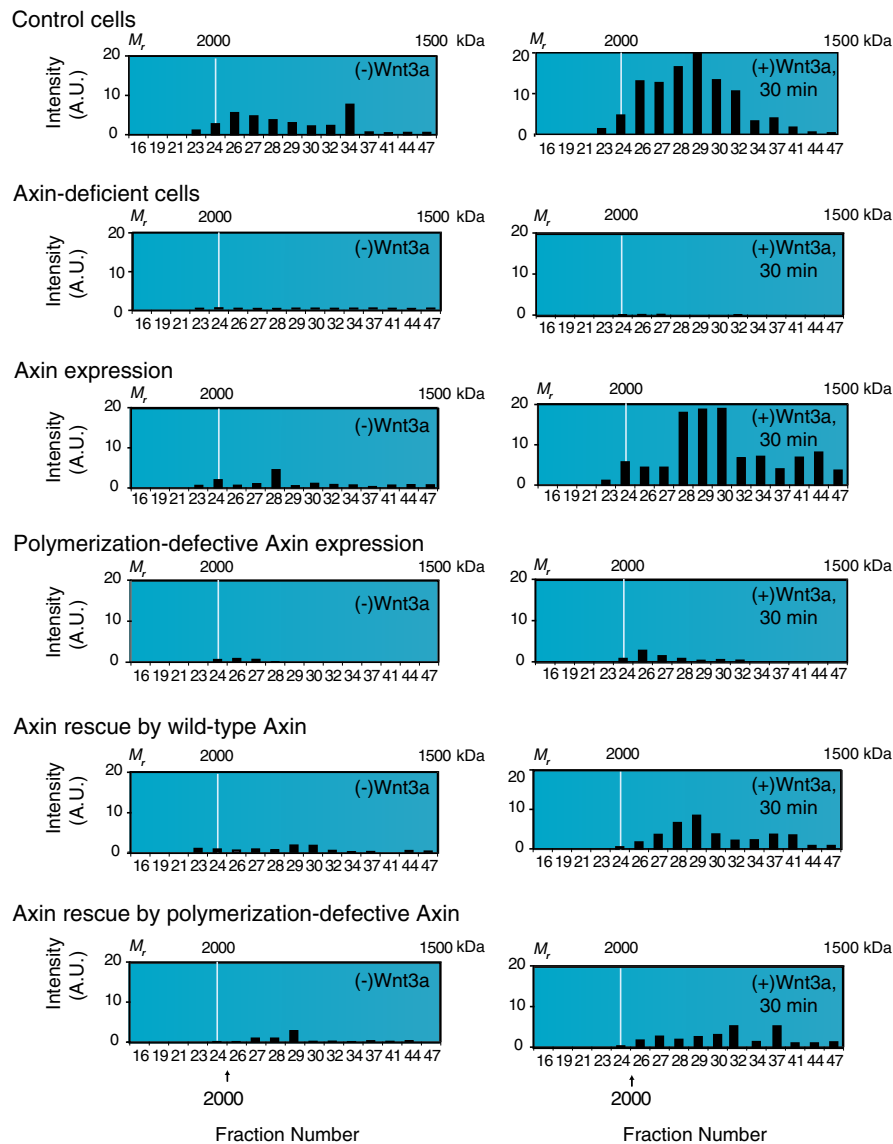 Control cells
Mr 2000 1500 kDa Mr 2000 1500 kDa
Intensity (A.U.)
20 10 0
(-)Wnt3a
16 19 21 23 24 26 27 28 29 30 32 34 37 41 44 47
20 10 0
(+)Wnt3a, 30 min
16 19 21 23 24 26 27 28 29 30 32 34 37 41 44 47
Axin-deficient cells
Mr 2000 1500 kDa Mr 2000 1500 kDa
Intensity (A.U.)
20 10 0
(-)Wnt3a
16 19 21 23 24 26 27 28 29 30 32 34 37 41 44 47
20 10 0
(+)Wnt3a, 30 min
16 19 21 23 24 26 27 28 29 30 32 34 37 41 44 47
Axin expression
Mr 2000 1500 kDa Mr 2000 1500 kDa
Intensity (A.U.)
20 10 0
(-)Wnt3a
16 19 21 23 24 26 27 28 29 30 32 34 37 41 44 47
20 10 0
(+)Wnt3a, 30 min
16 19 21 23 24 26 27 28 29 30 32 34 37 41 44 47
Polymerization-defective Axin expression
Mr 2000 1500 kDa Mr 2000 1500 kDa
Intensity (A.U.)
20 10 0
(-)Wnt3a
16 19 21 23 24 26 27 28 29 30 32 34 37 41 44 47
20 10 0
(+)Wnt3a, 30 min
16 19 21 23 24 26 27 28 29 30 32 34 37 41 44 47
Axin rescue by wild-type Axin
Mr 2000 1500 kDa Mr 2000 1500 kDa
Intensity (A.U.)
20 10 0
(-)Wnt3a
16 19 21 23 24 26 27 28 29 30 32 34 37 41 44 47
20 10 0
(+)Wnt3a, 30 min
16 19 21 23 24 26 27 28 29 30 32 34 37 41 44 47
Axin rescue by polymerization-defective Axin
Mr 2000 1500 kDa Mr 2000 1500 kDa
Intensity (A.U.)
20 10 0
(-)Wnt3a
16 19 21 23 24 26 27 28 29 30 32 34 37 41 44 47
20 10 0
(+)Wnt3a, 30 min
16 19 21 23 24 26 27 28 29 30 32 34 37 41 44 47
2000 2000
Fraction Number Fraction Number